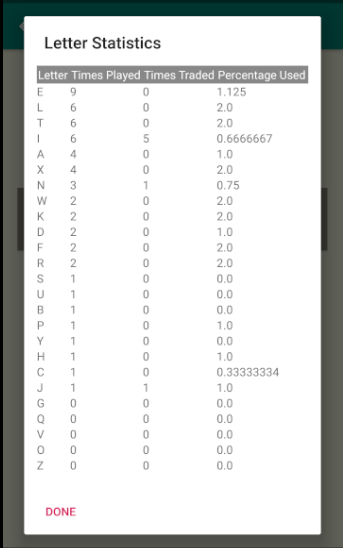 Letter Statistics
Letter Times Played Times Traded Percentage Used
E 9 0 1.125
L 6 0 2.0
T 6 0 2.0
I 6 5 0.6666667
A 4 0 1.0
X 4 0 2.0
N 3 1 0.75
W 2 0 2.0
K 2 0 2.0
D 2 0 1.0
F 2 0 2.0
R 2 0 2.0
S 1 0 0.0
U 1 0 0.0
B 1 0 0.0
P 1 0 1.0
Y 1 0 0.0
H 1 0 1.0
C 1 0 0.33333334
J 1 1 1.0
G 0 0 0.0
Q 0 0 0.0
V 0 0 0.0
O 0 0 0.0
Z 0 0 0.0
DONE